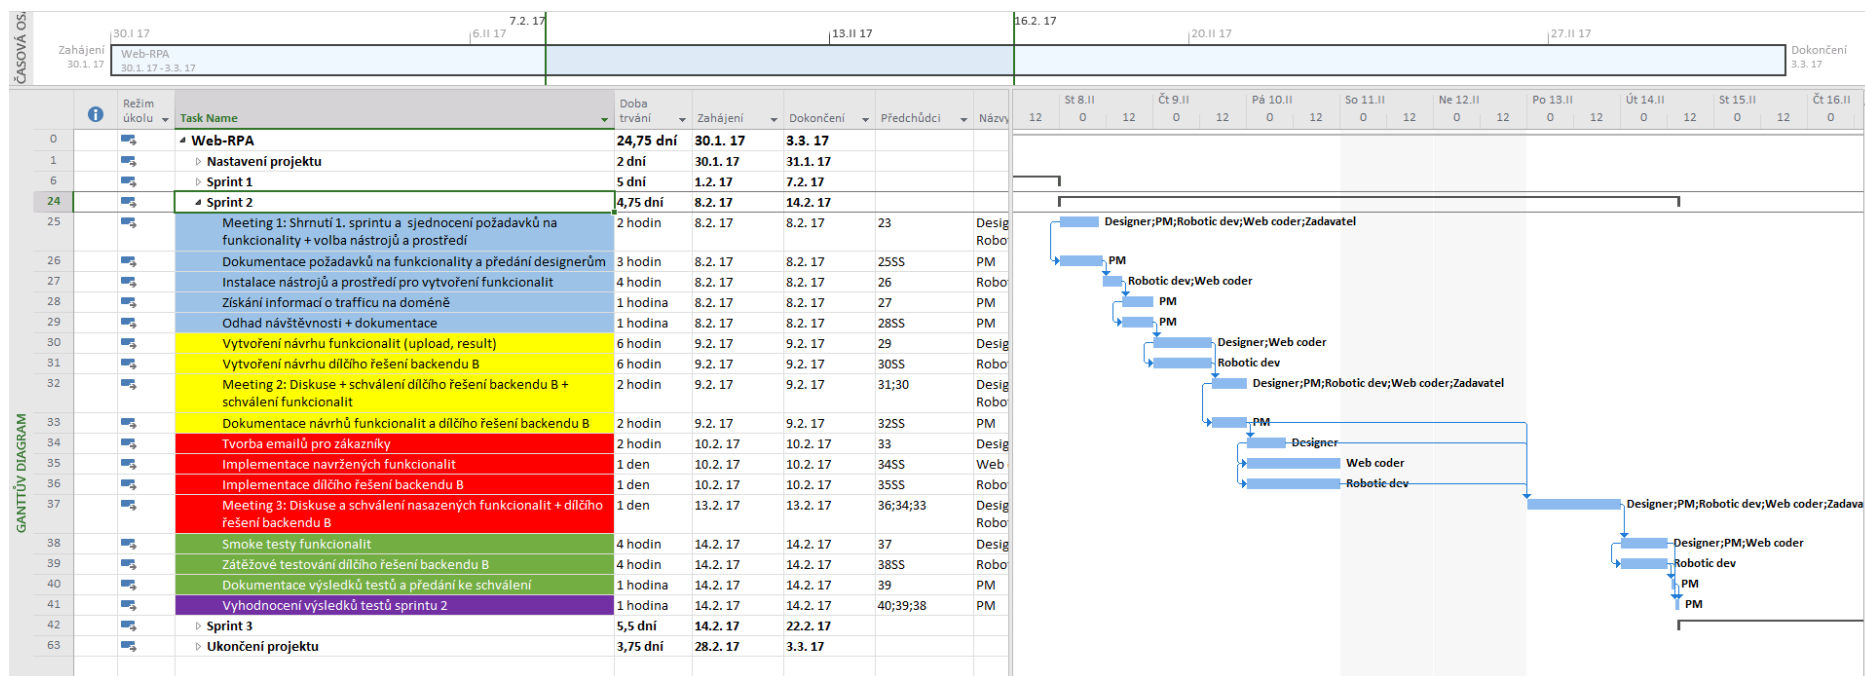 ČASOVÁ OS
7.2. 17
16.2. 17
30.I 17
6.II 17
13.II 17
20.II 17
27.II 17
Zahájení
30.1. 17
Web-RPA
30.1. 17 - 3.3. 17
Dokončení
3.3. 17
GANTTŮV DIAGRAM
Režim úkolu Task Name Doba trvání Zahájení Dokončení Předchůdci Názvy
St 8.II Čt 9.II Pá 10.II So 11.II Ne 12.II Po 13.II Út 14.II St 15.II Čt 16.II
12 0 12 0 12 0 12 0 12 0 12 0 12 0 12 0 12 0
0 Web-RPA 24,75 dní 30.1. 17 3.3. 17
1 Nastavení projektu 2 dní 30.1. 17 31.1. 17
6 Sprint 1 5 dní 1.2. 17 7.2. 17
24 Sprint 2 4,75 dní 8.2. 17 14.2. 17
25 Meeting 1: Shrnutí 1. sprintu a sjednocení požadavků na 2 hodin 8.2. 17 8.2. 17 23 Desig Designer;PM;Robotic dev;Web coder;Zadavatel
funkcionality + volba nástrojů a prostředí Robo
26 Dokumentace požadavků na funkcionality a předání designerům 3 hodin 8.2. 17 8.2. 17 25SS PM PM
27 Instalace nástrojů a prostředí pro vytvoření funkcionalit 4 hodin 8.2. 17 8.2. 17 26 Robo Robotic dev;Web coder
28 Získání informací o trafficu na doméně 1 hodina 8.2. 17 8.2. 17 27 PM PM
29 Odhad návštěvnosti + dokumentace 1 hodina 8.2. 17 8.2. 17 28SS PM PM
30 Vytvoření návrhu funkcionalit (upload, result) 6 hodin 9.2. 17 9.2. 17 29 Desig Designer;Web coder
31 Vytvoření návrhu dílčího řešení backendu B 6 hodin 9.2. 17 9.2. 17 30SS Robo Robotic dev
32 Meeting 2: Diskuse + schválení dílčího řešení backendu B + 2 hodin 9.2. 17 9.2. 17 31;30 Desig Designer;PM;Robotic dev;Web coder;Zadavatel
schválení funkcionalit Robo
33 Dokumentace návrhů funkcionalit a dílčího řešení backendu B 2 hodin 9.2. 17 9.2. 17 32SS PM PM
34 Tvorba emailů pro zákazníky 2 hodin 10.2. 17 10.2. 17 33 Desig Designer
35 Implementace navržených funkcionalit 1 den 10.2. 17 10.2. 17 34SS Web Web coder
36 Implementace dílčího řešení backendu B 1 den 10.2. 17 10.2. 17 35SS Robo Robotic dev
37 Meeting 3: Diskuse a schválení nasazených funkcionalit + dílčího 1 den 13.2. 17 13.2. 17 36;34;33 Desig Designer;PM;Robotic dev;Web coder;Zadava
řešení backendu B Robo
38 Smoke testy funkcionalit 4 hodin 14.2. 17 14.2. 17 37 Desig Designer;PM;Web coder
39 Zátěžové testování dílčího řešení backendu B 4 hodin 14.2. 17 14.2. 17 38SS Robo Robotic dev
40 Dokumentace výsledků testů a předání ke schválení 1 hodina 14.2. 17 14.2. 17 39 PM PM
41 Vyhodnocení výsledků testů sprintu 2 1 hodina 14.2. 17 14.2. 17 40;39;38 PM PM
42 Sprint 3 5,5 dní 14.2. 17 22.2. 17
63 Ukončení projektu 3,75 dní 28.2. 17 3.3. 17